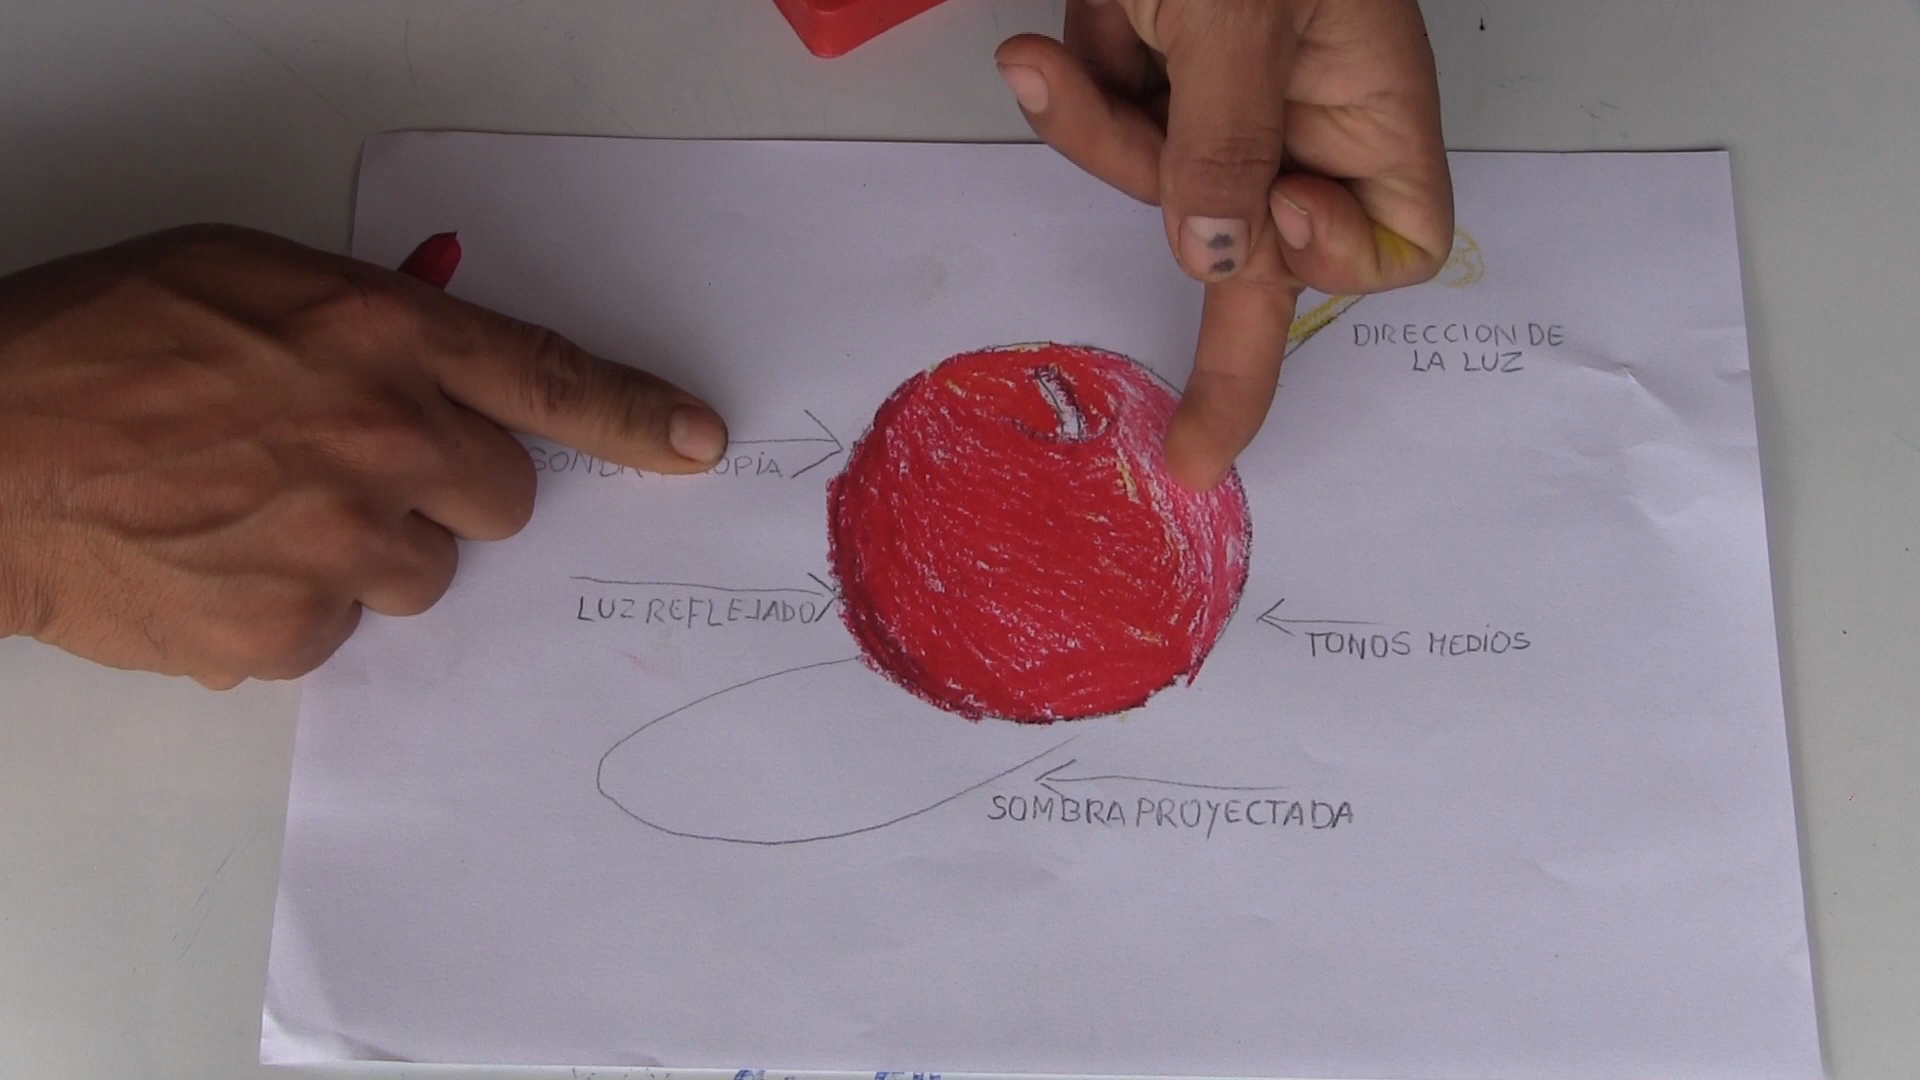 DIRECCION DE
LA LUZ
LUZ REFLEJADO
TONOS MEDIOS
SOMBRA PROYECTADA